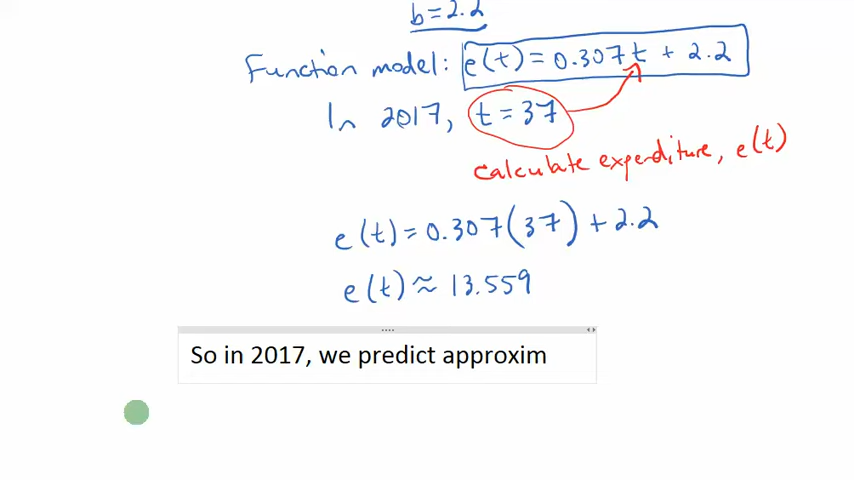 b = 2.2
Function model: e(t) = 0.307t + 2.2
In 2017, t = 37
calculate expenditure, e(t)
e(t) = 0.307(37) + 2.2
e(t) ≈ 13.559
So in 2017, we predict approxim